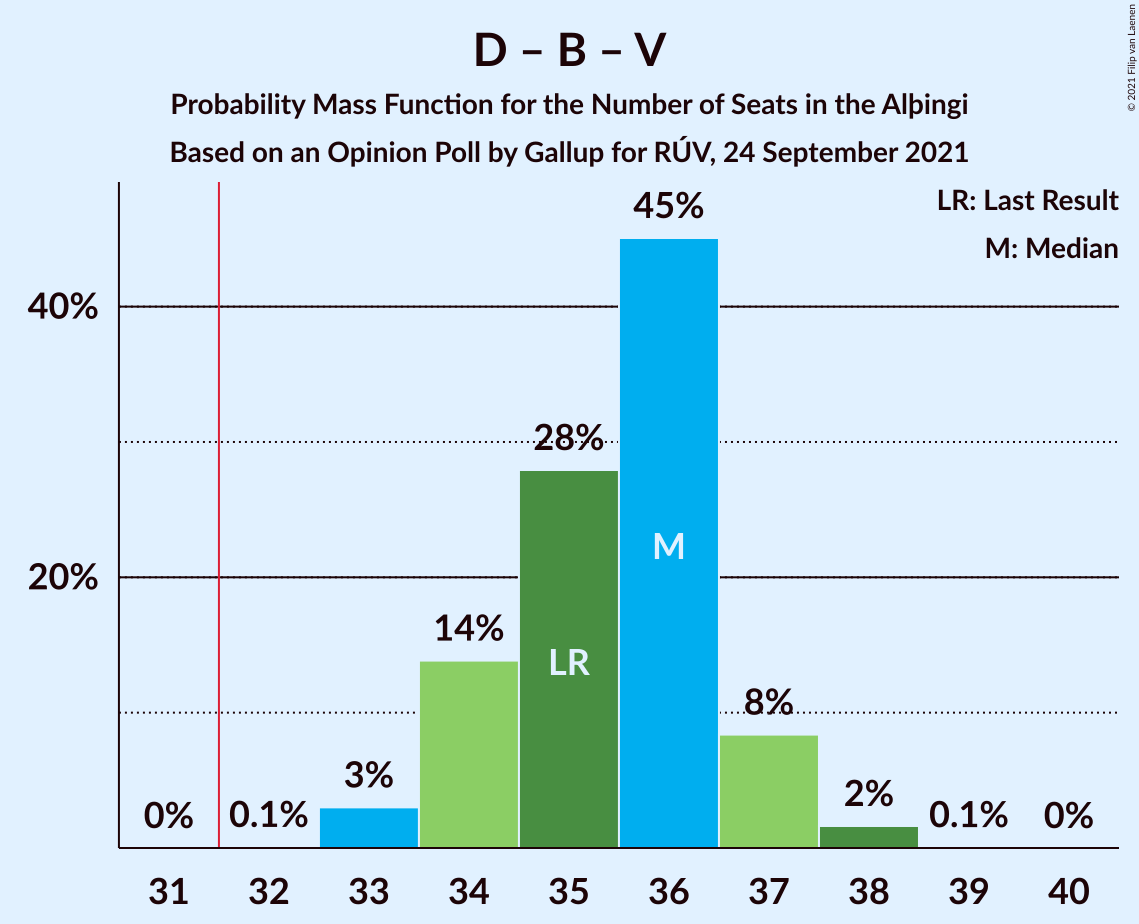 D – B – V
Probability Mass Function for the Number of Seats in the Alþingi
Based on an Opinion Poll by Gallup for RÚV, 24 September 2021
© 2021 Filip van Laenen
LR: Last Result
M: Median
40%
20%
0%
0.1%
3%
14%
28%
45%
8%
2%
0.1%
0%
LR
M
31 32 33 34 35 36 37 38 39 40